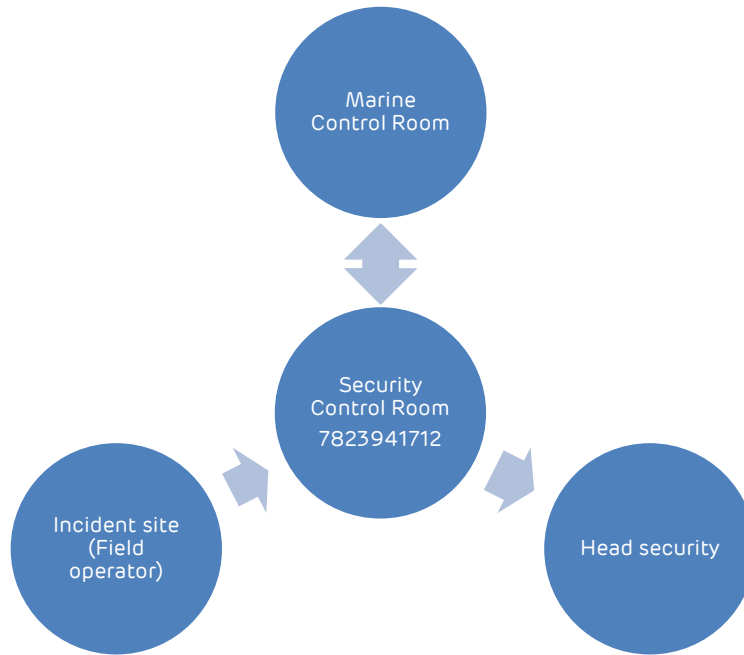 Marine
Control Room
Security
Control Room
7823941712
Incident site
(Field
operator)
Head security